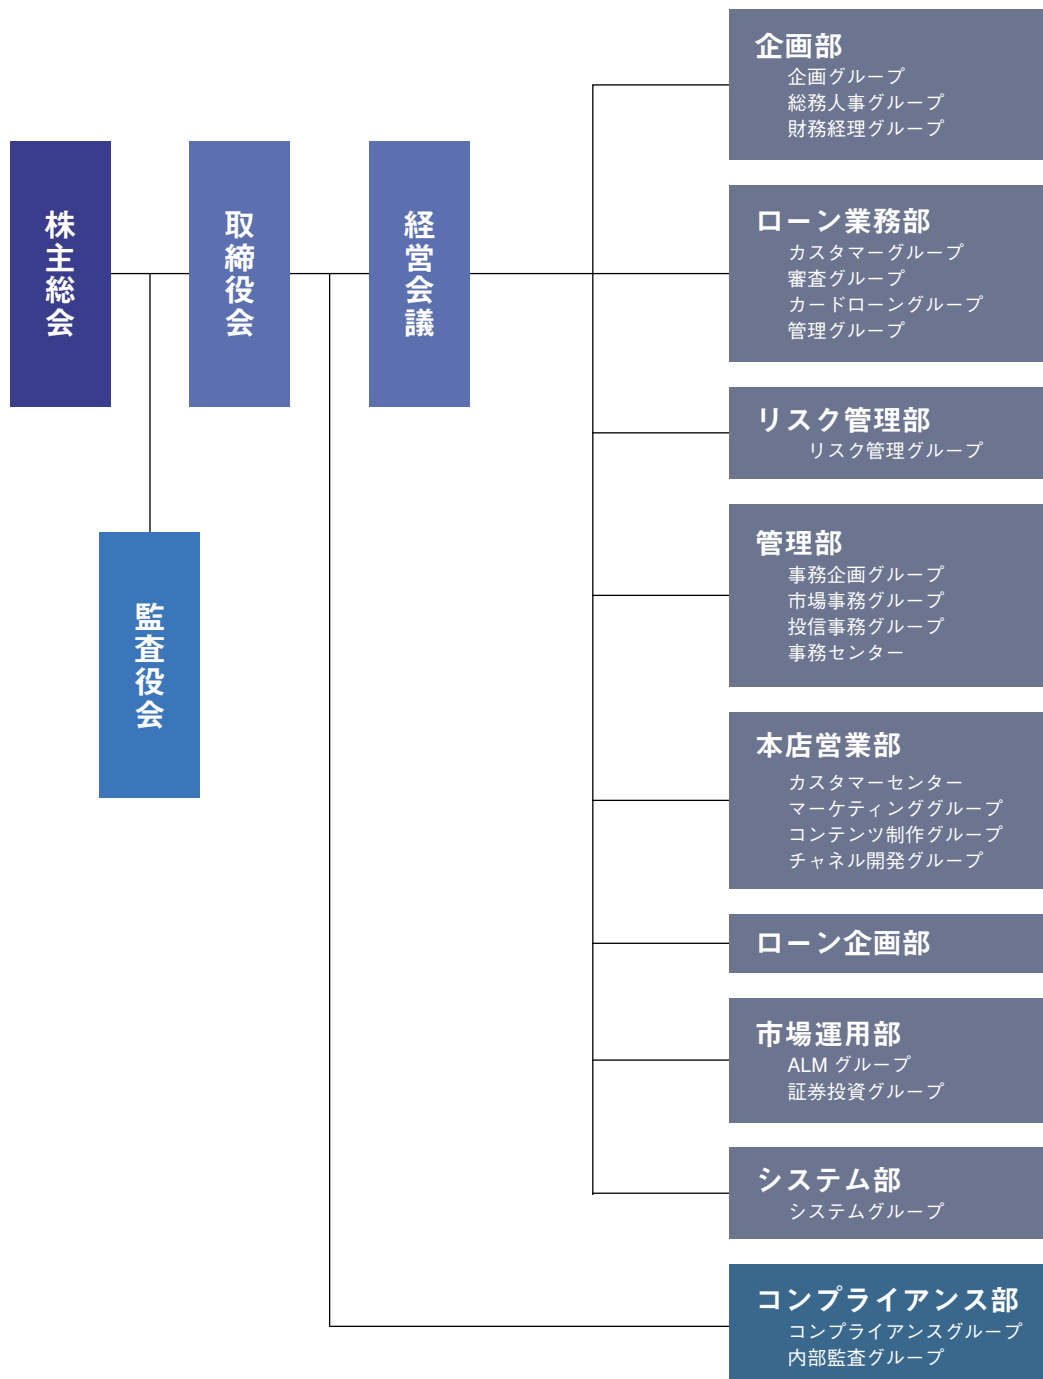 株主総会
取締役会
経営会議
監査役会
企画部
企画グループ
総務人事グループ
財務経理グループ
ローン業務部
カスタマーグループ
審査グループ
カードローングループ
管理グループ
リスク管理部
リスク管理グループ
管理部
事務企画グループ
市場事務グループ
投信事務グループ
事務センター
本店営業部
カスタマーセンター
マーケティンググループ
コンテンツ制作グループ
チャネル開発グループ
ローン企画部
市場運用部
ALM グループ
証券投資グループ
システム部
システムグループ
コンプライアンス部
コンプライアンスグループ
内部監査グループ